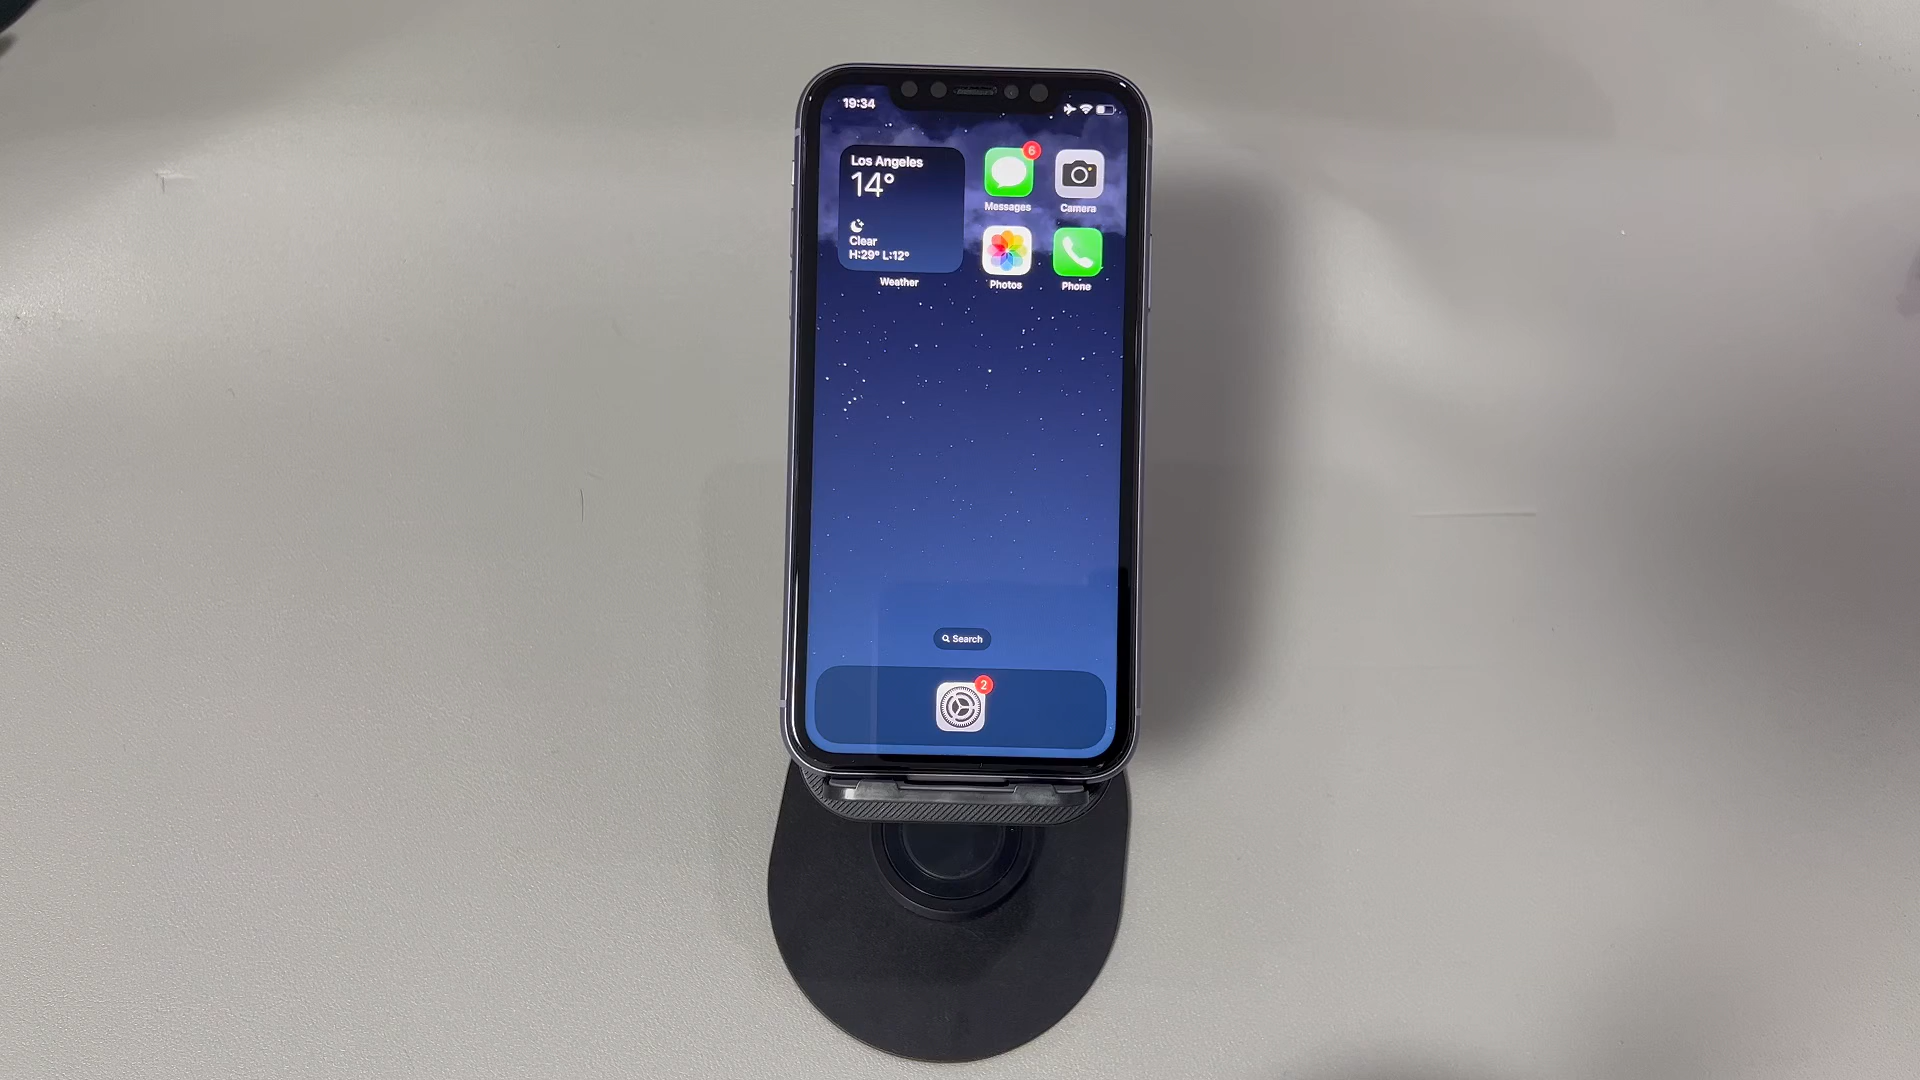 19:34
Los Angeles
14°
Clear
H:29° L:12°
Weather
6
Messages
Camera
Photos
Phone
Search
2